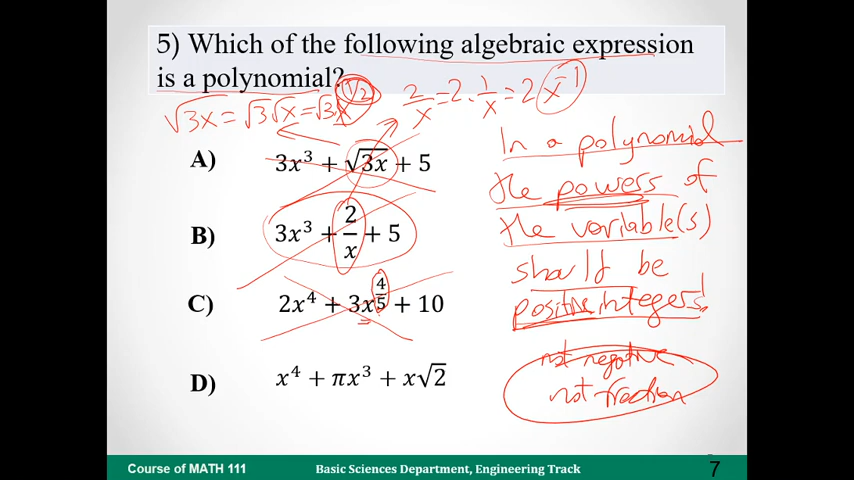 5) Which of the following algebraic expression
is a polynomial?
√3x = √3 √x = √3 x^1/2
2/x = 2 · 1/x = 2 x^-1
A) 3x³ + √3x + 5
B) 3x³ + 2/x + 5
C) 2x⁴ + 3x^4/5 + 10
D) x⁴ + πx³ + x√2
In a polynomial
the powers of
the variable(s)
should be
positive integers!
not negative
not fraction
Course of MATH 111
Basic Sciences Department, Engineering Track
7